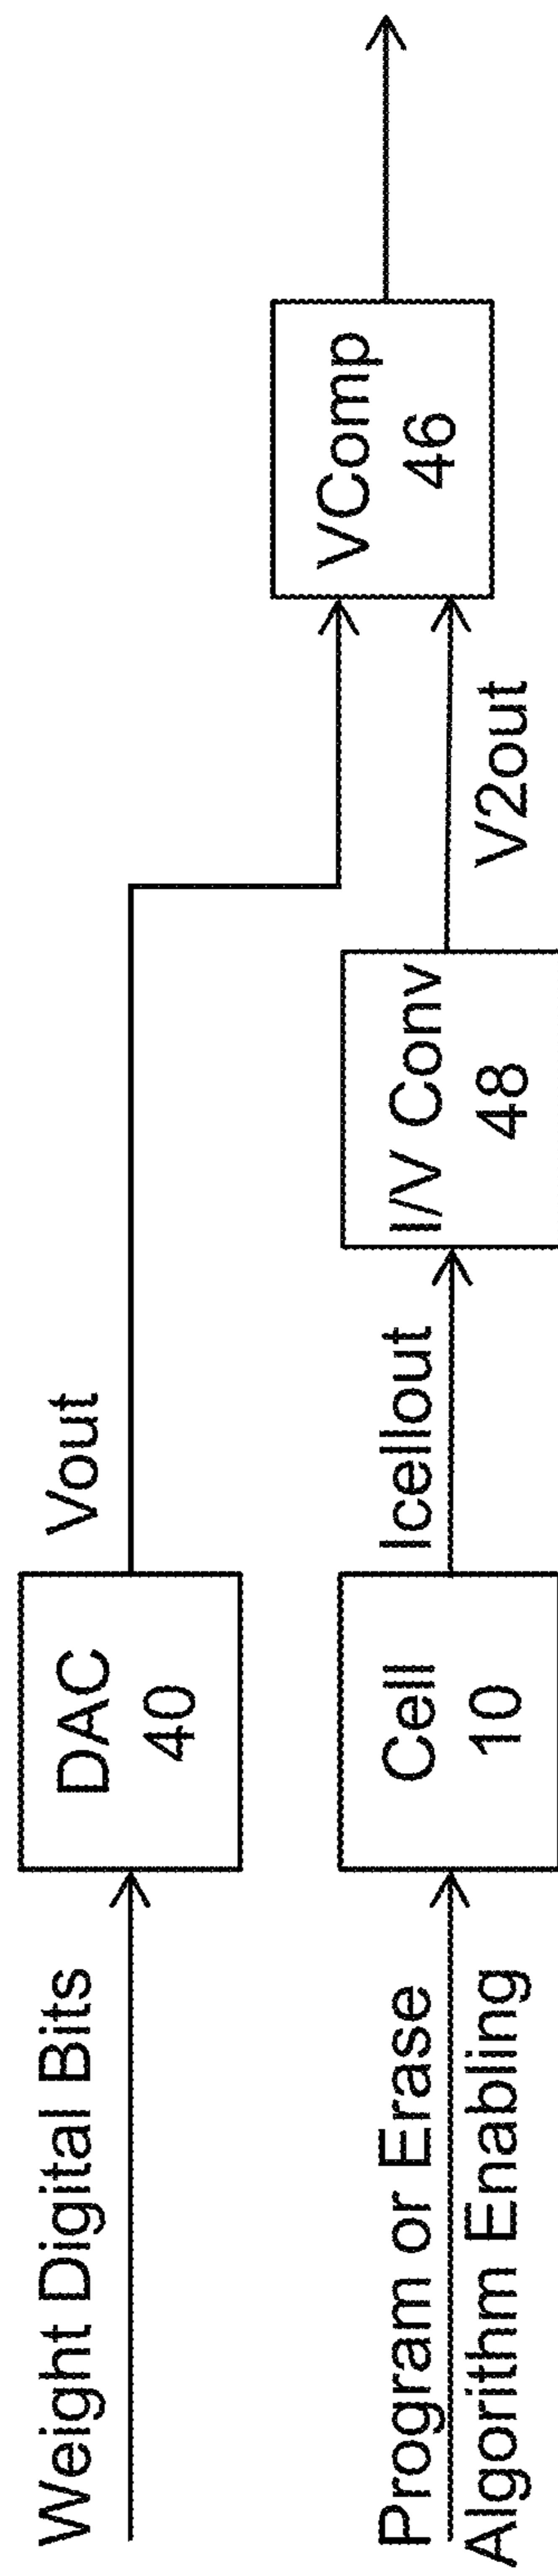 Weight Digital Bits
DAC
40
Vout
Program or Erase
Algorithm Enabling
Cell
10
Icellout
I/V Conv
48
V2out
VComp
46